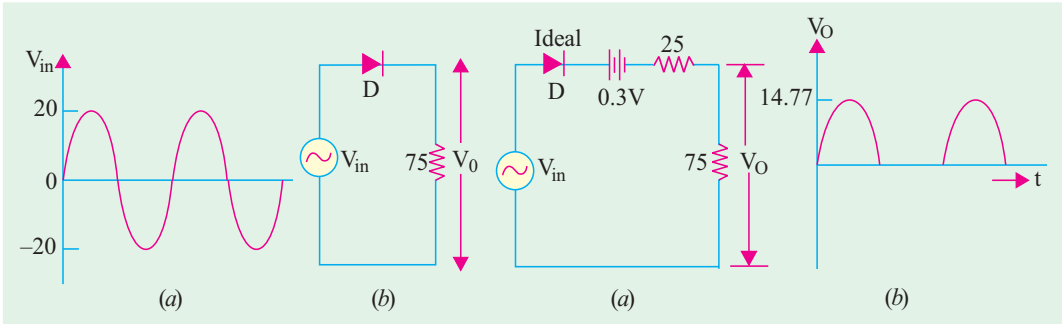 V_in
20
0
–20
(a)
D
V_in
75
V_0
(b)
Ideal
D
0.3V
25
V_in
75
V_O
(a)
V_O
14.77
t
(b)